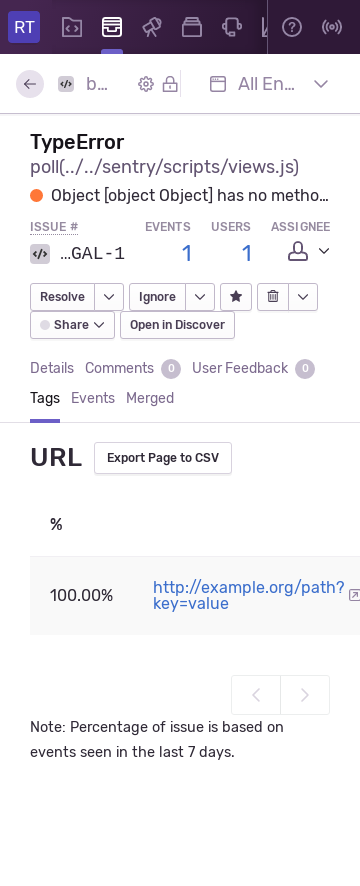 RT
b...
All En...
TypeError
poll(../../sentry/scripts/views.js)
Object [object Object] has no metho...
ISSUE # EVENTS USERS ASSIGNEE
...GAL-1 1 1
Resolve Ignore
Share Open in Discover
Details Comments 0 User Feedback 0
Tags Events Merged
URL Export Page to CSV
%
100.00% http://example.org/path?
key=value
Note: Percentage of issue is based on
events seen in the last 7 days.